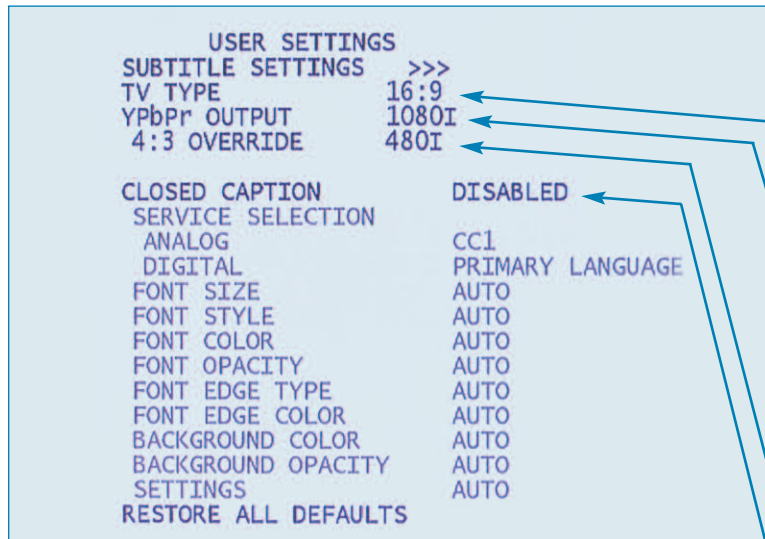 USER SETTINGS
SUBTITLE SETTINGS >>>
TV TYPE 16:9
YPbPr OUTPUT 1080I
4:3 OVERRIDE 480I
CLOSED CAPTION DISABLED
SERVICE SELECTION
ANALOG CC1
DIGITAL PRIMARY LANGUAGE
FONT SIZE AUTO
FONT STYLE AUTO
FONT COLOR AUTO
FONT OPACITY AUTO
FONT EDGE TYPE AUTO
FONT EDGE COLOR AUTO
BACKGROUND COLOR AUTO
BACKGROUND OPACITY AUTO
SETTINGS AUTO
RESTORE ALL DEFAULTS